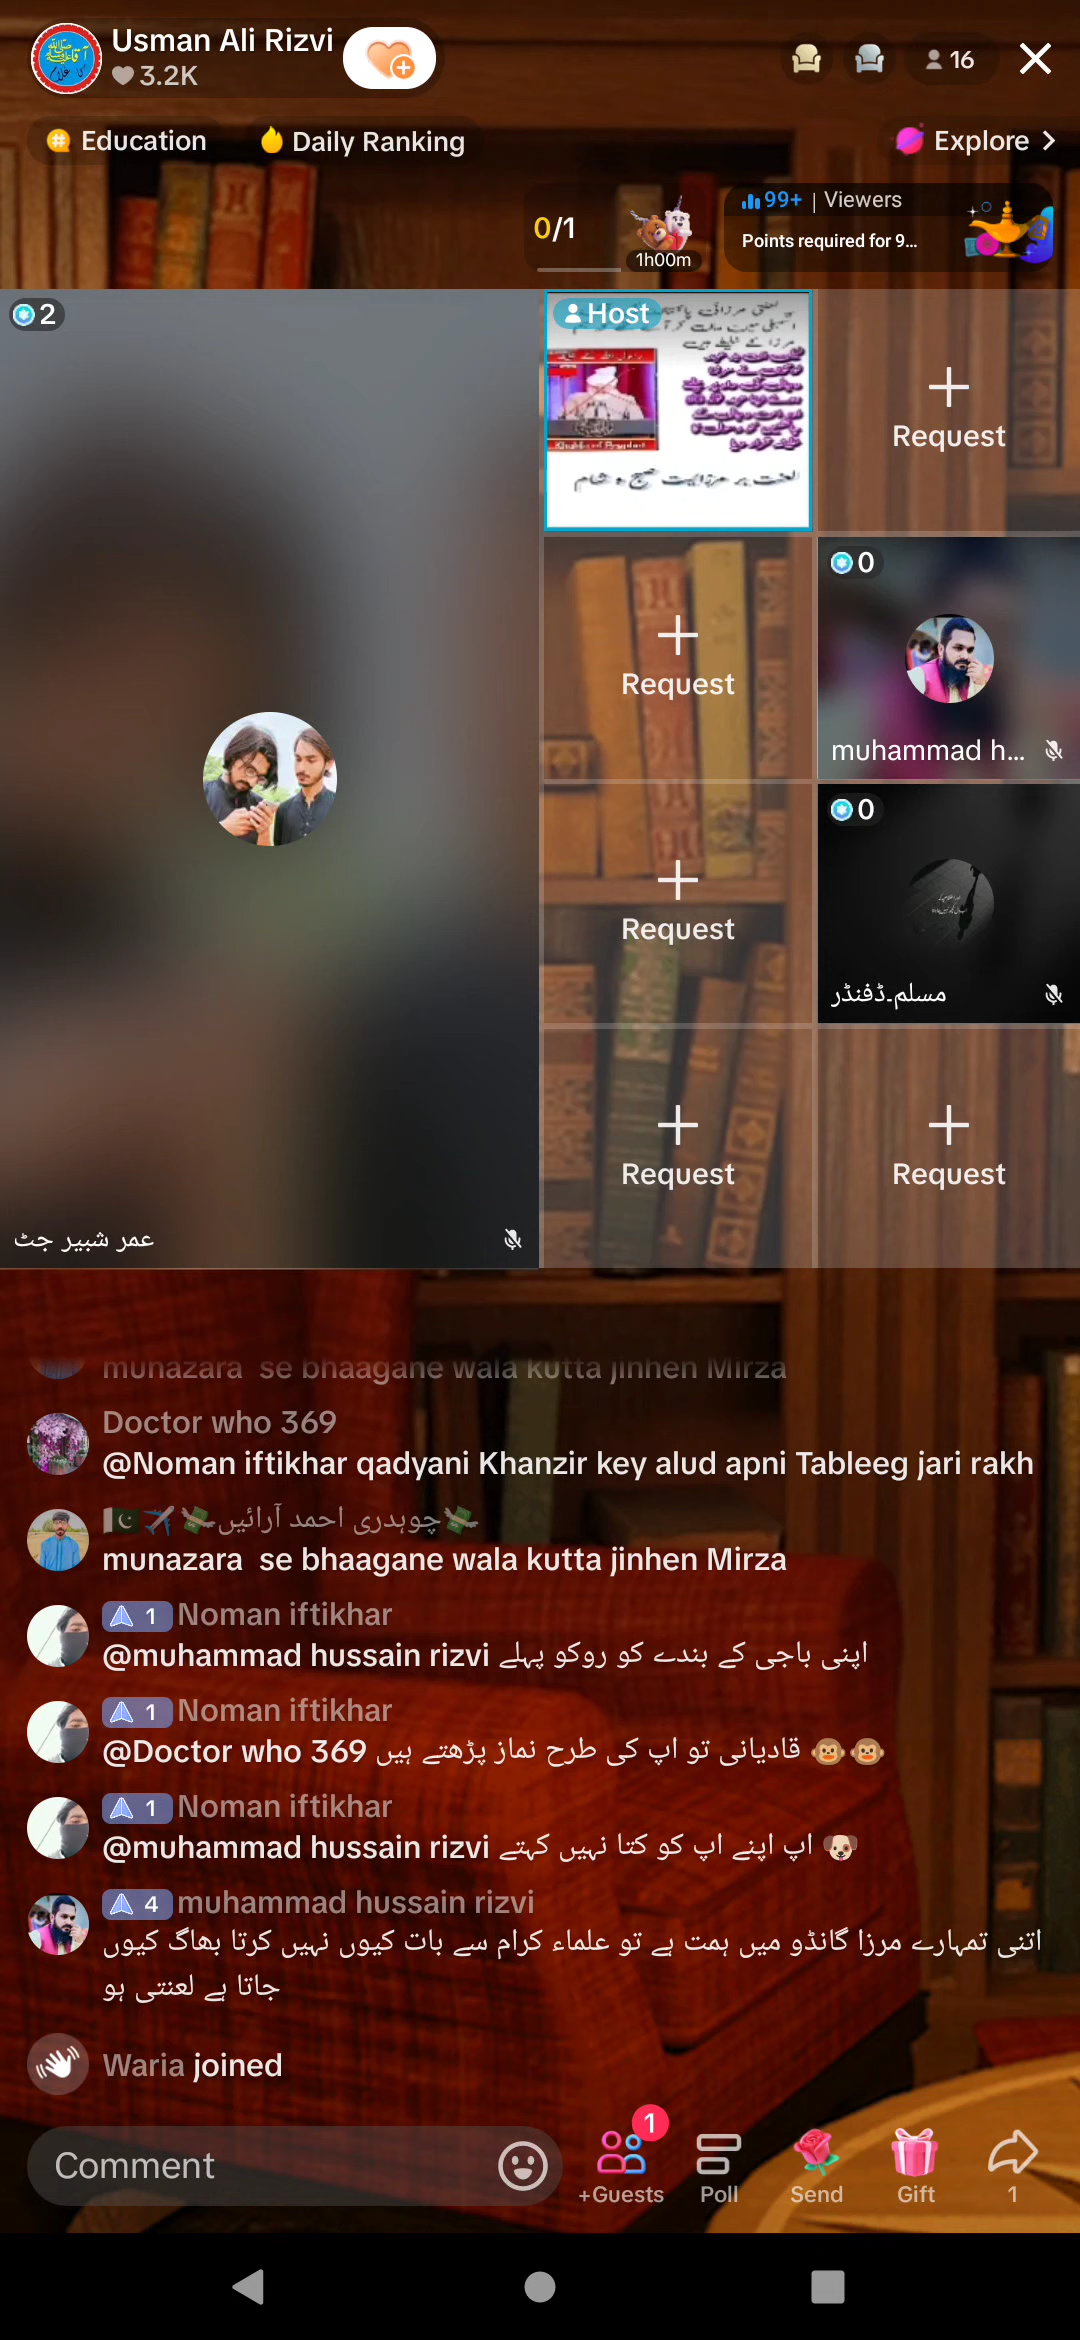 Usman Ali Rizvi
3.2K
16
Education
Daily Ranking
Explore
0/1
1h00m
99+ | Viewers
Points required for 9...
2
Host
لعنت بر مرزایت صبح و شام
Request
Request
0
muhammad h...
Request
0
مسلم۔ڈفنڈر
Request
Request
عمر شبیر جٹ
munazara se bhaagane wala kutta jinhen Mirza
Doctor who 369
@Noman iftikhar qadyani Khanzir key alud apni Tableeg jari rakh
🇵🇰✈️💸چوہدری احمد آرائیں💸
munazara se bhaagane wala kutta jinhen Mirza
1 Noman iftikhar
@muhammad hussain rizvi اپنی باجی کے بندے کو روکو پہلے
1 Noman iftikhar
@Doctor who 369 قادیانی تو اپ کی طرح نماز پڑھتے ہیں 🐵🐵
1 Noman iftikhar
@muhammad hussain rizvi اپ اپنے اپ کو کتا نہیں کہتے 🐶
4 muhammad hussain rizvi
اتنی تمہارے مرزا گانڈو میں ہمت ہے تو علماء کرام سے بات کیوں نہیں کرتا بھاگ کیوں
جاتا ہے لعنتی ہو
Waria joined
Comment
1
+Guests
Poll
Send
Gift
1